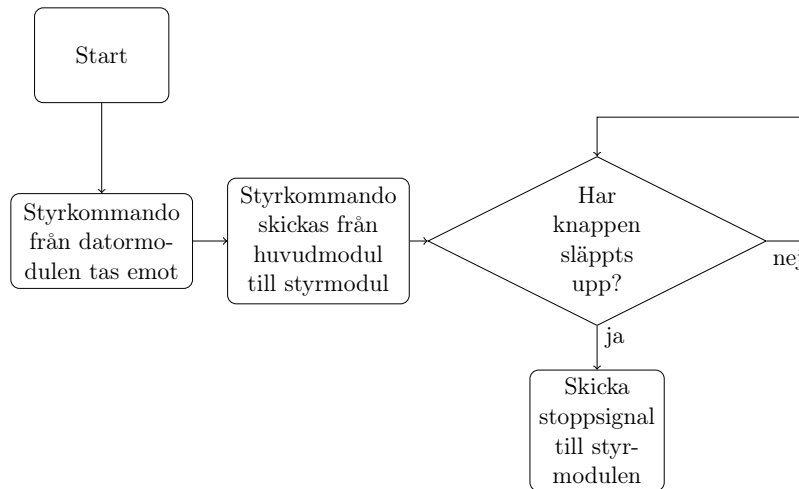 Start
Styrkommando
från datormo-
dulen tas emot
Styrkommando
skickas från
huvudmodul
till styrmodul
Har
knappen
släppts
upp?
nej
ja
Skicka
stoppsignal
till styr-
modulen